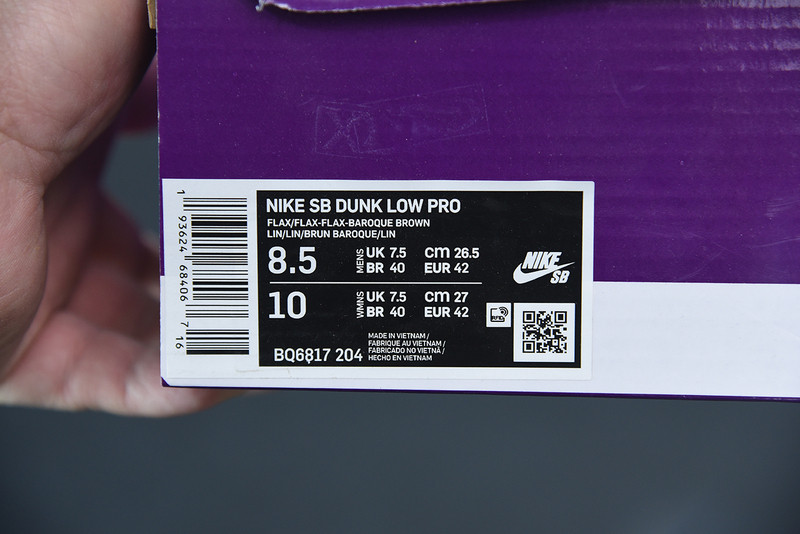 NIKE SB DUNK LOW PRO
FLAX/FLAX-FLAX-BAROQUE BROWN
LIN/LIN/BRUN BAROQUE/LIN
8.5 MENS UK 7.5 CM 26.5
BR 40 EUR 42
10 WMNS UK 7.5 CM 27
BR 40 EUR 42
BQ6817 204
MADE IN VIETNAM /
FABRIQUE AU VIETNAM /
FABRICADO NO VIETNÃ /
HECHO EN VIETNAM
NIKE
SB
1 93624 68406 7 16